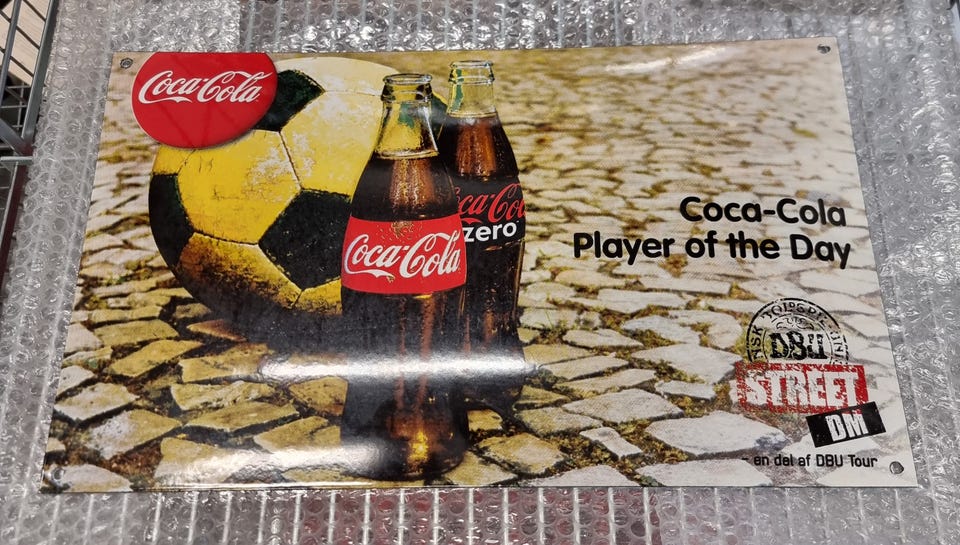 Coca-Cola
Coca-Cola
Coca-Col
zero
Coca-Cola
Player of the Day
DBU
STREET
DM
- en del af DBU Tour